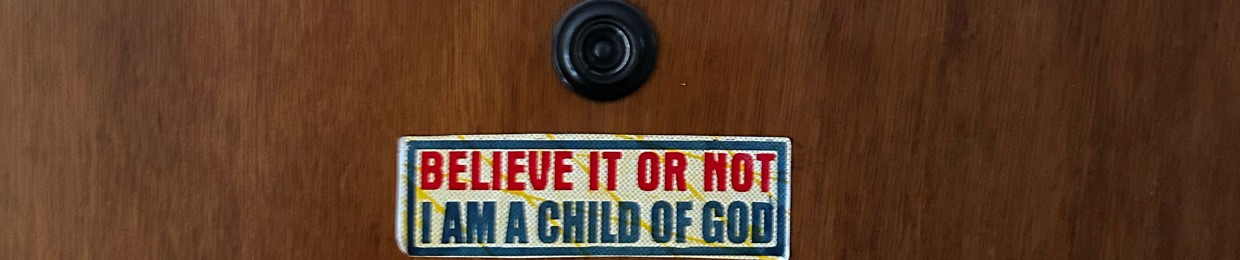 BELIEVE IT OR NOT
I AM A CHILD OF GOD